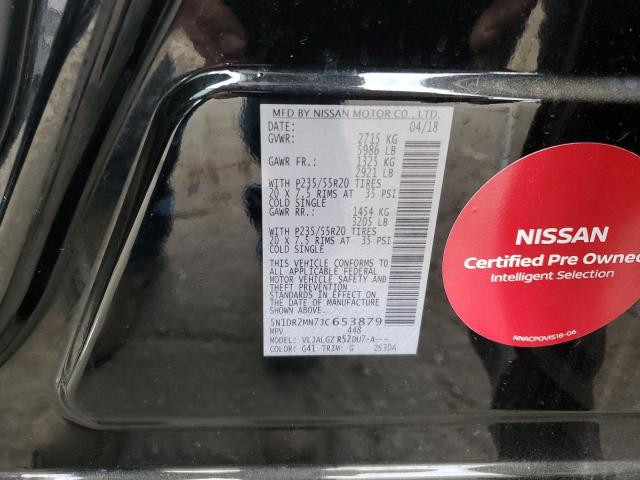 MFD BY NISSAN MOTOR CO., LTD.
DATE: 04/18
GVWR: 2715 KG
5986 LB
GAWR FR.: 1325 KG
2921 LB
WITH P235/55R20 TIRES
20 X 7.5 RIMS AT 35 PSI
COLD SINGLE
GAWR RR.: 1454 KG
3205 LB
WITH P235/55R20 TIRES
20 X 7.5 RIMS AT 35 PSI
COLD SINGLE
THIS VEHICLE CONFORMS TO
ALL APPLICABLE FEDERAL
MOTOR VEHICLE SAFETY
AND THEFT PREVENTION
STANDARDS IN EFFECT ON
THE DATE OF MANUFACTURE
SHOWN ABOVE.
5N1DR2MN7JC653879
MPV 448
MODEL: VLJALGZ R52DU7-A---
COLOR: G41 TRIM: G 2530A
NISSAN
Certified Pre Owned
Intelligent Selection
NNACPOVIS18-06